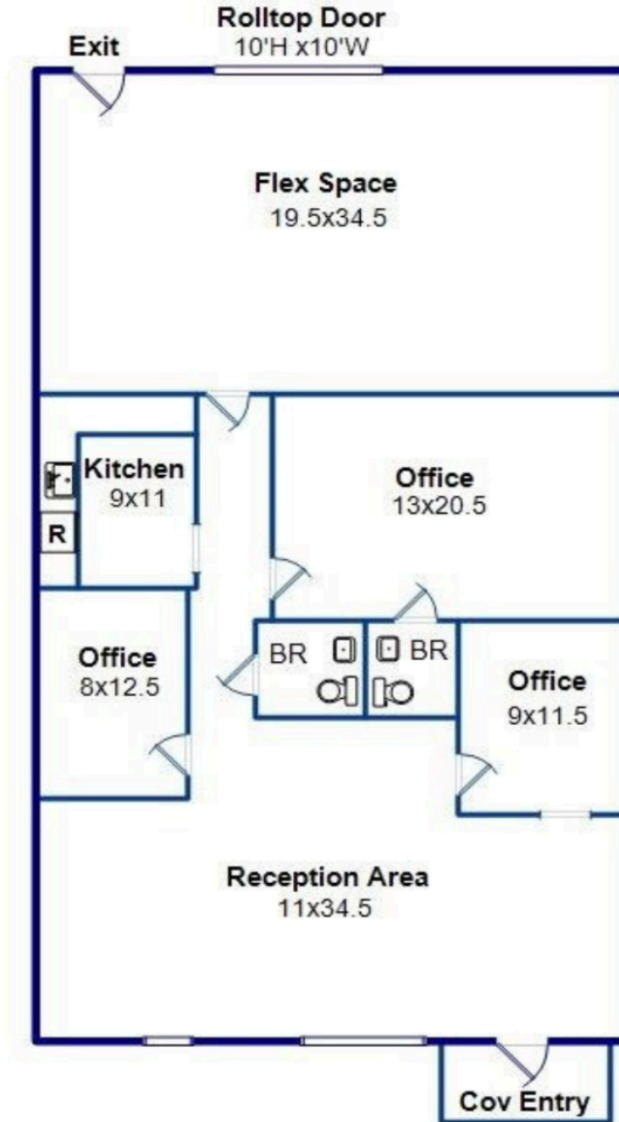 Rolltop Door
10'H x10'W
Exit
Flex Space
19.5x34.5
Kitchen
9x11
R
Office
13x20.5
Office
8x12.5
BR
BR
Office
9x11.5
Reception Area
11x34.5
Cov Entry